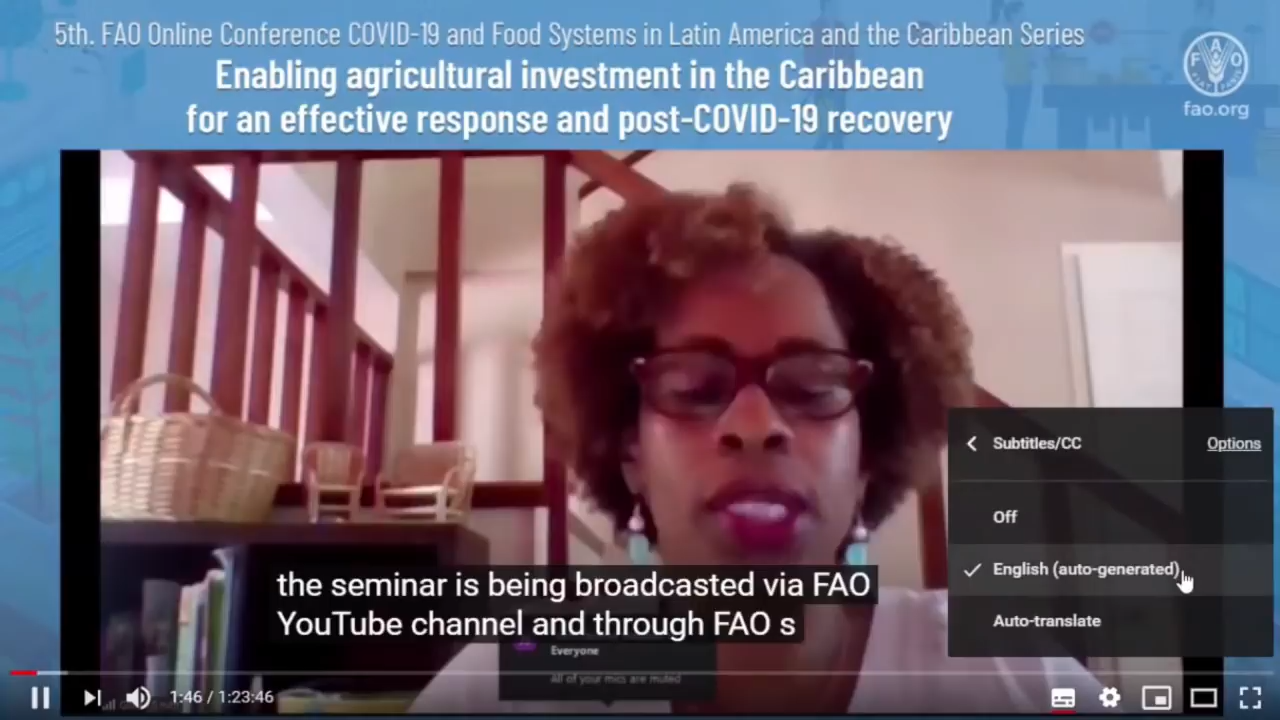 5th. FAO Online Conference COVID-19 and Food Systems in Latin America and the Caribbean Series
Enabling agricultural investment in the Caribbean
for an effective response and post-COVID-19 recovery
F A O
FIAT PANIS
fao.org
Subtitles/CC
Options
Off
English (auto-generated)
Auto-translate
the seminar is being broadcasted via FAO
YouTube channel and through FAO s
Everyone
All of your mics are muted
1:46 / 1:23:46